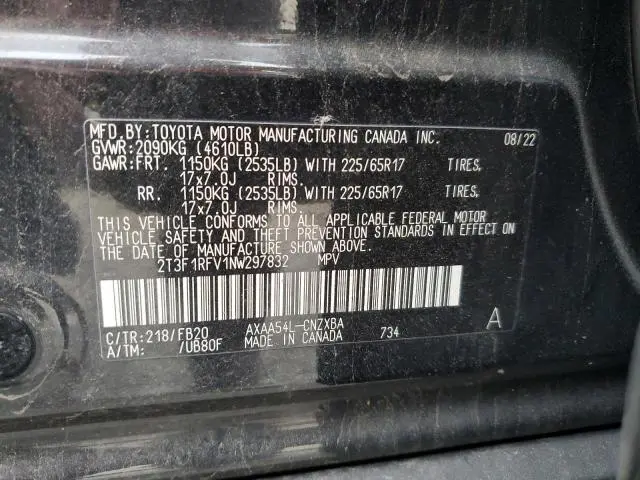 MFD.BY:TOYOTA MOTOR MANUFACTURING CANADA INC. 08/22
GVWR:2090KG (4610LB)
GAWR:FRT. 1150KG (2535LB) WITH 225/65R17 TIRES.
17x7.0J RIMS.
RR. 1150KG (2535LB) WITH 225/65R17 TIRES.
17x7.0J RIMS.
THIS VEHICLE CONFORMS TO ALL APPLICABLE FEDERAL MOTOR
VEHICLE SAFETY AND THEFT PREVENTION STANDARDS IN EFFECT ON
THE DATE OF MANUFACTURE SHOWN ABOVE.
2T3F1RFV1NW297832 MPV
C/TR:218/FB20 AXAA54L-CNZXBA 734 A
A/TM: /UB80F MADE IN CANADA